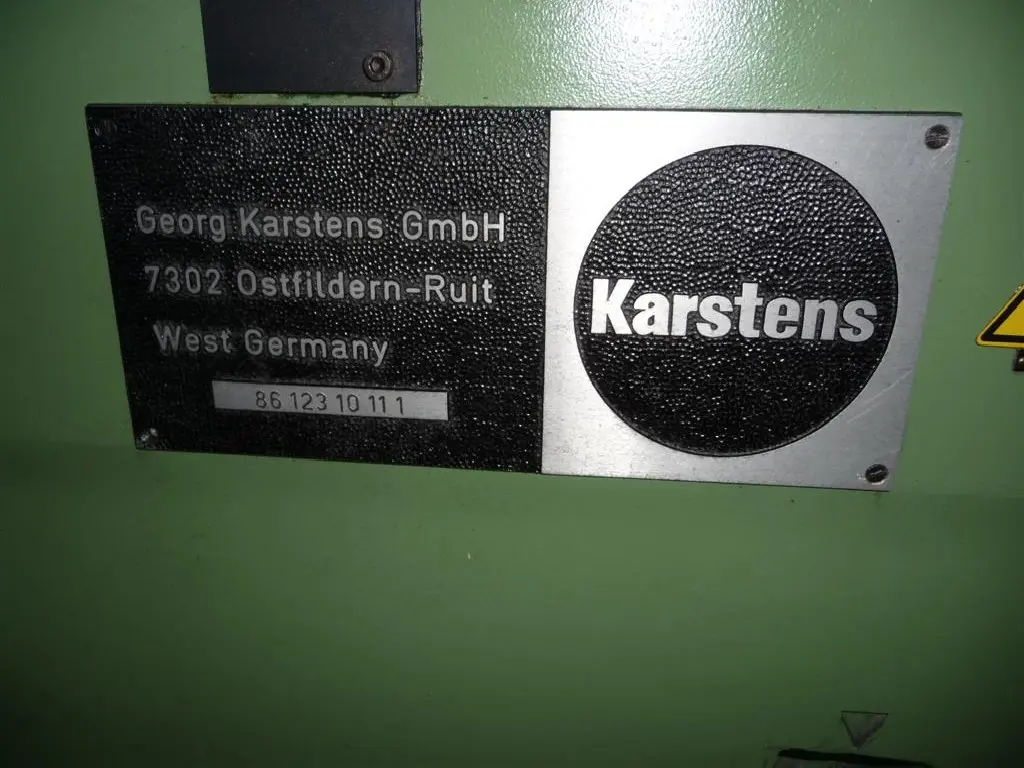 Georg Karstens GmbH
7302 Ostfildern-Ruit
West Germany
86 123 10 11 1
Karstens